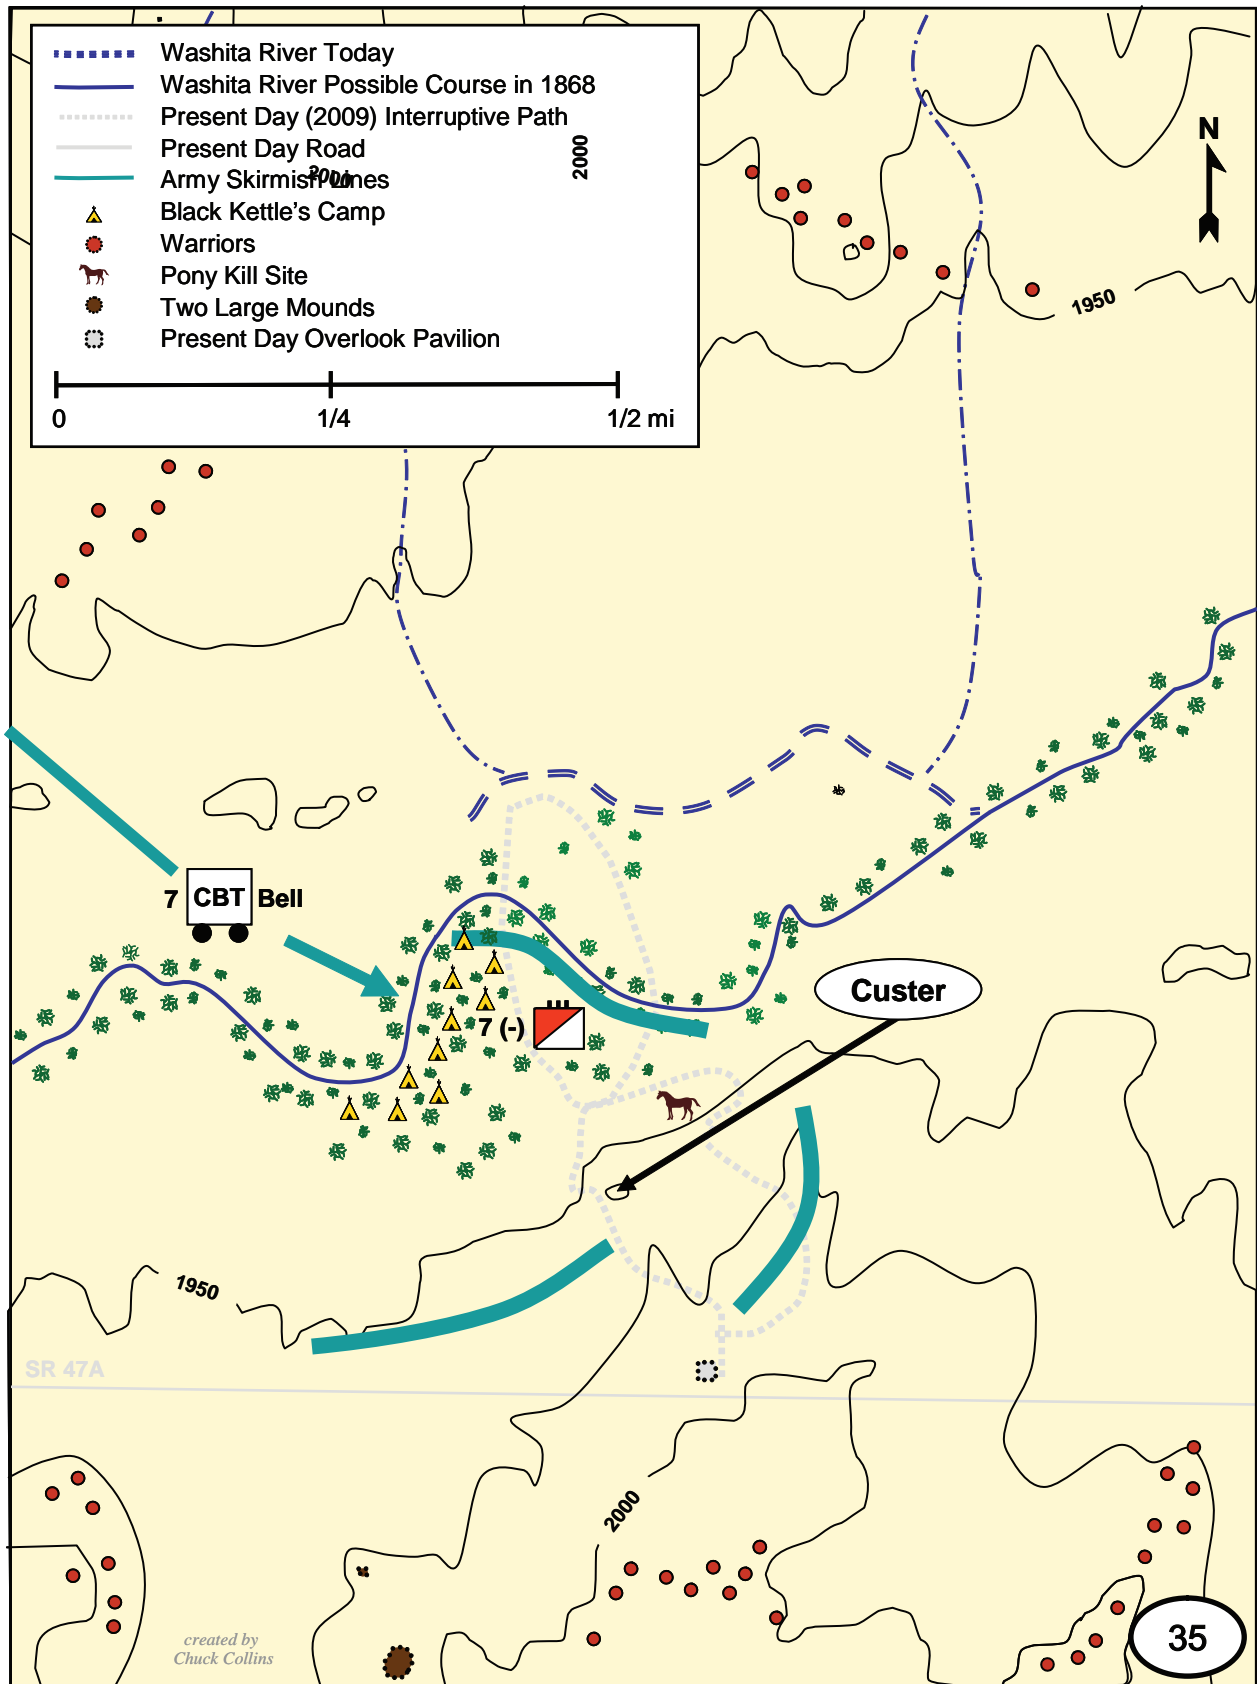 Washita River Today
Washita River Possible Course in 1868
Present Day (2009) Interruptive Path
Present Day Road
2000
Army Skirmish Lines
2000
Black Kettle's Camp
Warriors
Pony Kill Site
Two Large Mounds
Present Day Overlook Pavilion
0 1/4 1/2 mi
N
1950
7 CBT Bell
Custer
7 (-)
1950
SR 47A
2000
created by
Chuck Collins
35